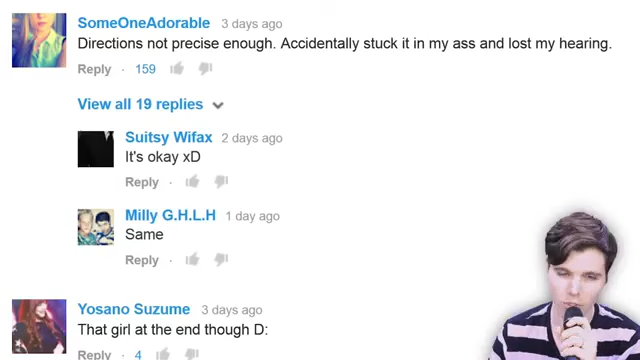 SomeOneAdorable 3 days ago
Directions not precise enough. Accidentally stuck it in my ass and lost my hearing.
Reply · 159
View all 19 replies
Suitsy Wifax 2 days ago
It's okay xD
Reply ·
Milly G.H.L.H 1 day ago
Same
Reply ·
Yosano Suzume 3 days ago
That girl at the end though D:
Reply · 4